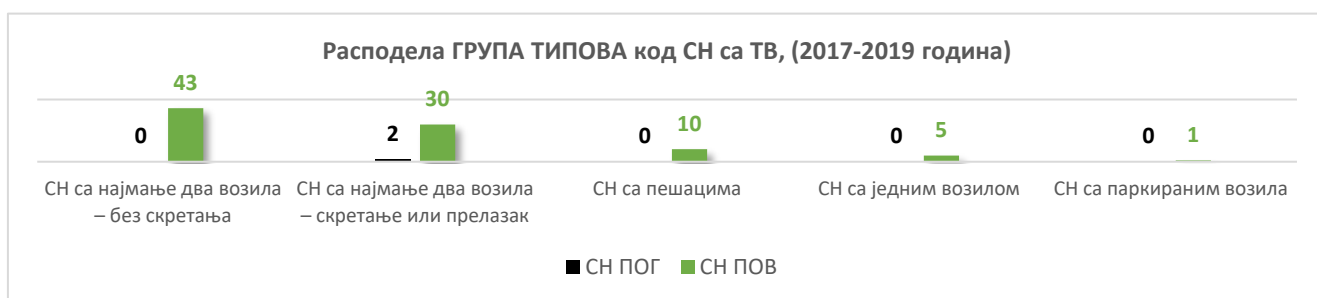 Расподела ГРУПА ТИПОВА код СН са ТВ, (2017-2019 година)
43
0
2
30
0
10
0
5
0
1
СН са најмање два возила
– без скретања
СН са најмање два возила
– скретање или прелазак
СН са пешацима
СН са једним возилом
СН са паркираним возила
СН ПОГ
СН ПОВ